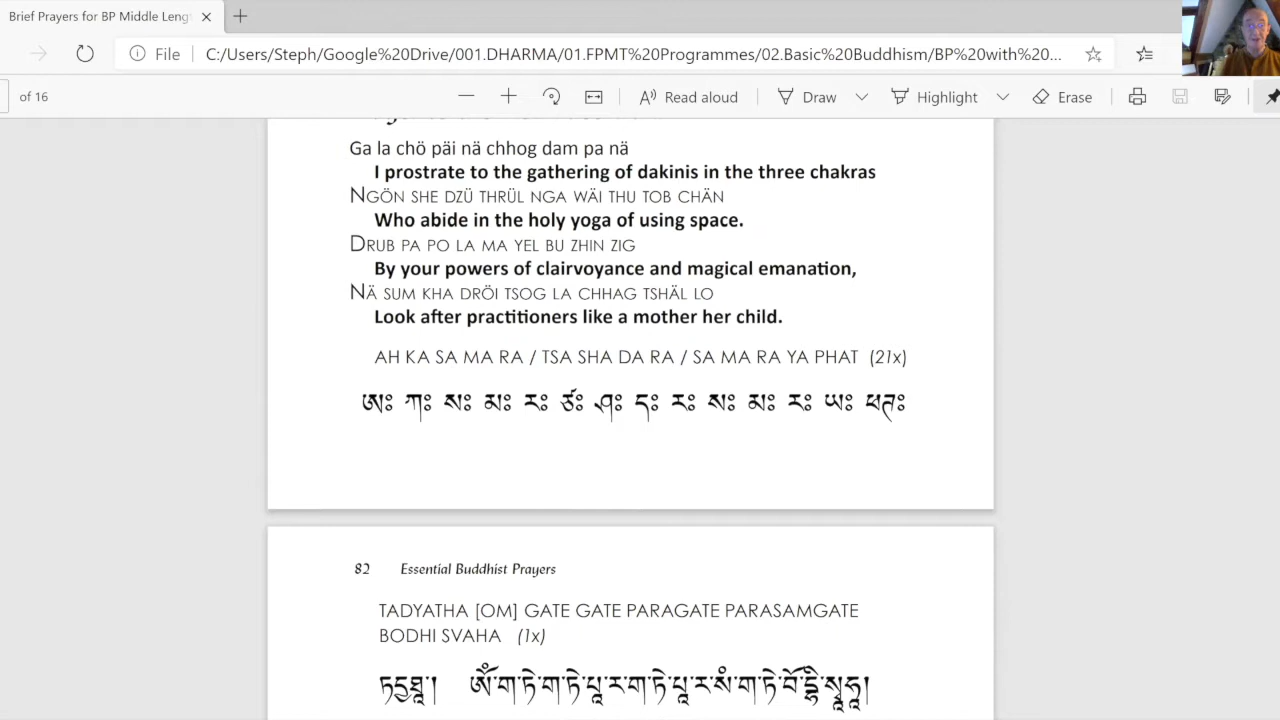 Brief Prayers for BP Middle Leng
File C:/Users/Steph/Google%20Drive/001.DHARMA/01.FPMT%20Programmes/02.Basic%20Buddhism/BP%20with%20...
of 16
Read aloud Draw Highlight Erase
Ga la chö päi nä chhog dam pa nä
I prostrate to the gathering of dakinis in the three chakras
NGÖN SHE DZÜ THRÜL NGA WÄI THU TOB CHÄN
Who abide in the holy yoga of using space.
DRUB PA PO LA MA YEL BU ZHIN ZIG
By your powers of clairvoyance and magical emanation,
NÄ SUM KHA DRÖI TSOG LA CHHAG TSHÄL LO
Look after practitioners like a mother her child.
AH KA SA MA RA / TSA SHA DA RA / SA MA RA YA PHAT (21x)
ཨཿ ཀཿ སཿ མཿ རཿ ཙཿ ཤཿ དཿ རཿ སཿ མཿ རཿ ཡཿ ཕཊཿ
82 Essential Buddhist Prayers
TADYATHA [OM] GATE GATE PARAGATE PARASAMGATE
BODHI SVAHA (1x)
ཏདྱཐཱ། ཨོཾ་ག་ཏེ་ག་ཏེ་པཱ་ར་ག་ཏེ་པཱ་ར་སཾ་ག་ཏེ་བོ་དྷི་སྭཱ་ཧཱ།